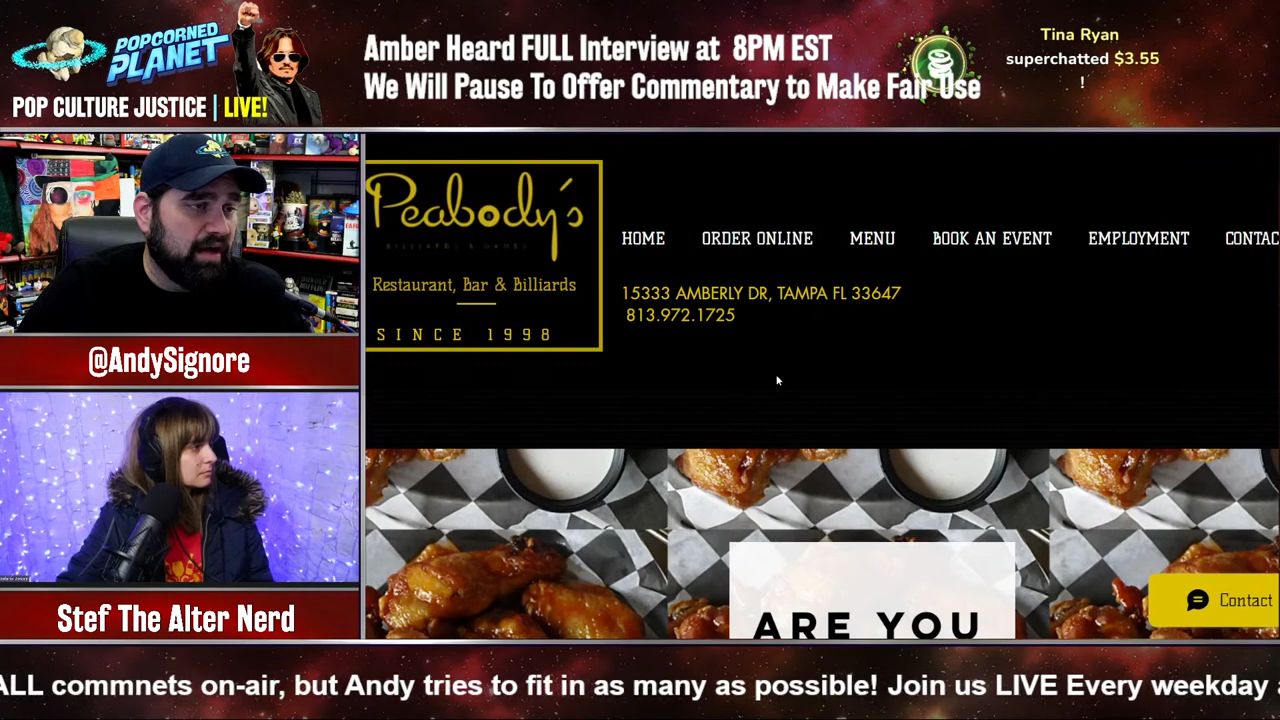 POPCORNED
PLANET
POP CULTURE JUSTICE | LIVE!
Amber Heard FULL Interview at 8PM EST
We Will Pause To Offer Commentary to Make Fair Use
Tina Ryan
superchatted $3.55
!
@AndySignore
Stef The Alter Nerd
Peabody's
BILLIARDS & GAMES
Restaurant, Bar & Billiards
SINCE 1998
HOME ORDER ONLINE MENU BOOK AN EVENT EMPLOYMENT CONTAC
15333 AMBERLY DR, TAMPA FL 33647
813.972.1725
ARE YOU
Contact
ALL commnets on-air, but Andy tries to fit in as many as possible! Join us LIVE Every weekday